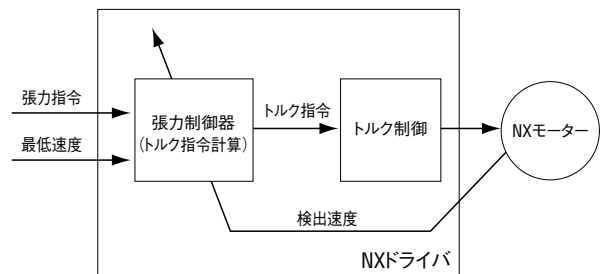 張力指令
最低速度
張力制御器
(トルク指令計算)
トルク指令
トルク制御
NXモーター
検出速度
NXドライバ